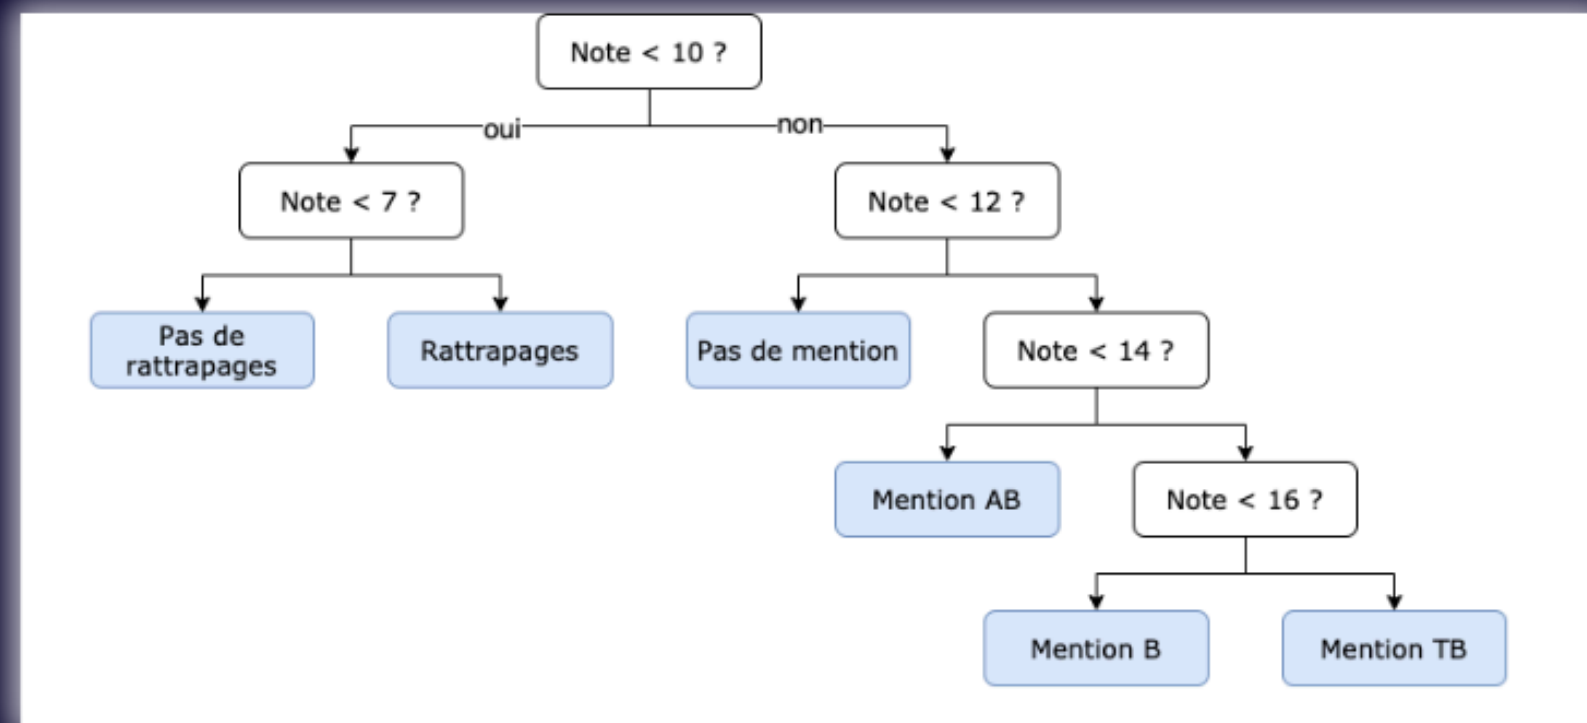 Note < 10 ?
oui
non
Note < 7 ?
Note < 12 ?
Pas de
rattrapages
Rattrapages
Pas de mention
Note < 14 ?
Mention AB
Note < 16 ?
Mention B
Mention TB